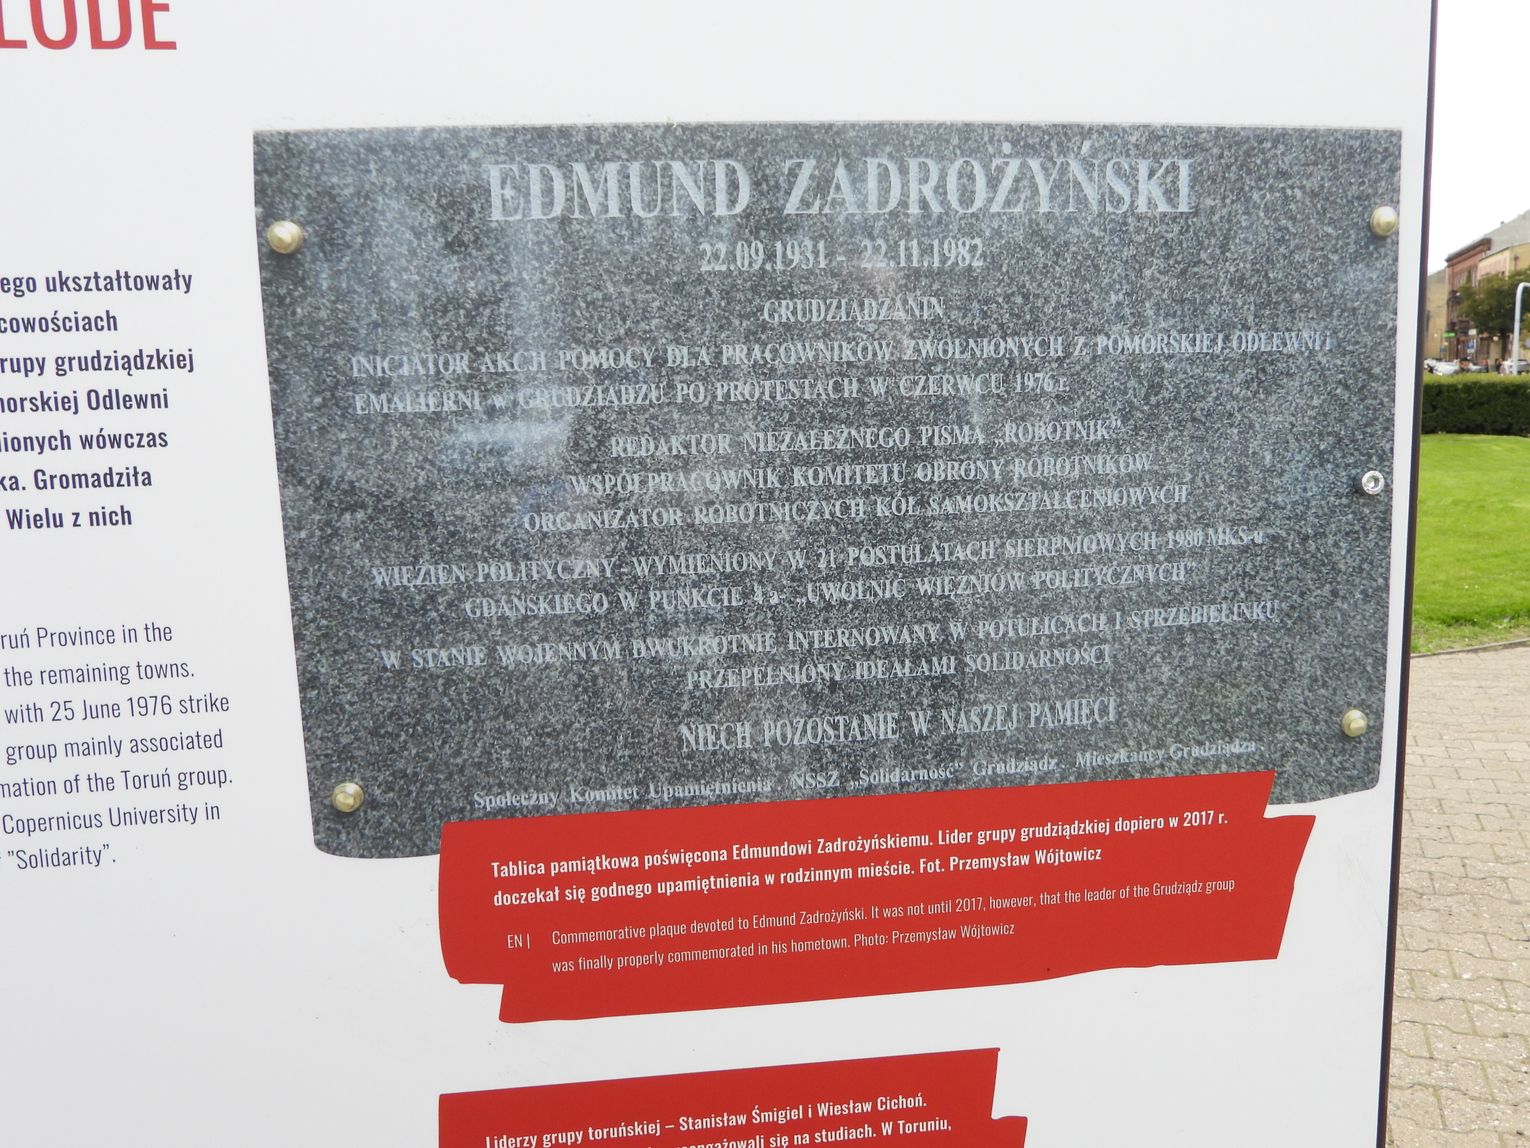 LUDE
ego ukształtowały
cowościach
rupy grudziądzkiej
morskiej Odlewni
nionych wówczas
ka. Gromadziła
Wielu z nich
ruń Province in the
the remaining towns.
with 25 June 1976 strike
group mainly associated
mation of the Toruń group.
Copernicus University in
"Solidarity".
EDMUND ZADROŻYŃSKI
22.09.1931 - 22.11.1982
GRUDZIĄDZANIN
INICJATOR AKCJI POMOCY DLA PRACOWNIKÓW ZWOLNIONYCH Z POMORSKIEJ ODLEWNI i
EMALIERNI w GRUDZIĄDZU PO PROTESTACH W CZERWCU 1976 r.
REDAKTOR NIEZALEŻNEGO PISMA „ROBOTNIK"
WSPÓŁPRACOWNIK KOMITETU OBRONY ROBOTNIKÓW
ORGANIZATOR ROBOTNICZYCH KÓŁ SAMOKSZTAŁCENIOWYCH
WIĘZIEŃ POLITYCZNY - WYMIENIONY W 21 POSTULATACH SIERPNIOWYCH 1980 MKS-u
GDAŃSKIEGO W PUNKCIE 4 a: „UWOLNIĆ WIĘŹNIÓW POLITYCZNYCH"
W STANIE WOJENNYM DWUKROTNIE INTERNOWANY W POTULICACH I STRZEBIELINKU
PRZEPEŁNIONY IDEAŁAMI SOLIDARNOŚCI
NIECH POZOSTANIE W NASZEJ PAMIĘCI
Społeczny Komitet Upamiętnienia NSSZ „Solidarność" Grudziądz. Mieszkańcy Grudziądza.
Tablica pamiątkowa poświęcona Edmundowi Zadrożyńskiemu. Lider grupy grudziądzkiej dopiero w 2017 r.
doczekał się godnego upamiętnienia w rodzinnym mieście. Fot. Przemysław Wójtowicz
EN | Commemorative plaque devoted to Edmund Zadrożyński. It was not until 2017, however, that the leader of the Grudziądz group
was finally properly commemorated in his hometown. Photo: Przemysław Wójtowicz
Liderzy grupy toruńskiej – Stanisław Śmigiel i Wiesław Cichoń.
się na studiach. W Toruniu,